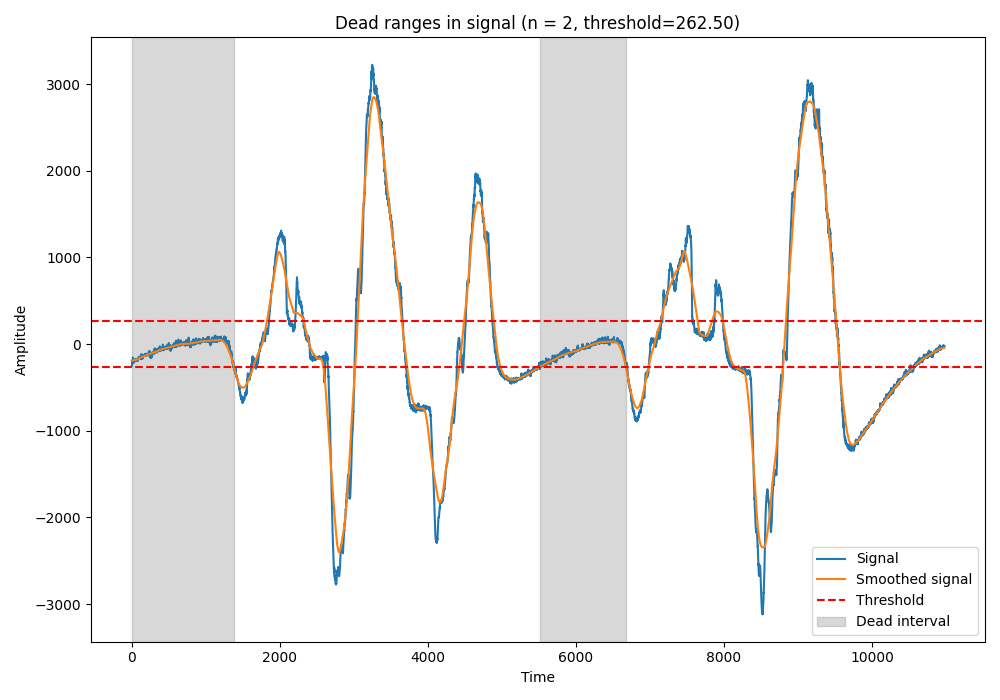 Dead ranges in signal (n = 2, threshold=262.50)
Amplitude
3000
2000
1000
0
−1000
−2000
−3000
0
2000
4000
6000
8000
10000
Time
Signal
Smoothed signal
Threshold
Dead interval